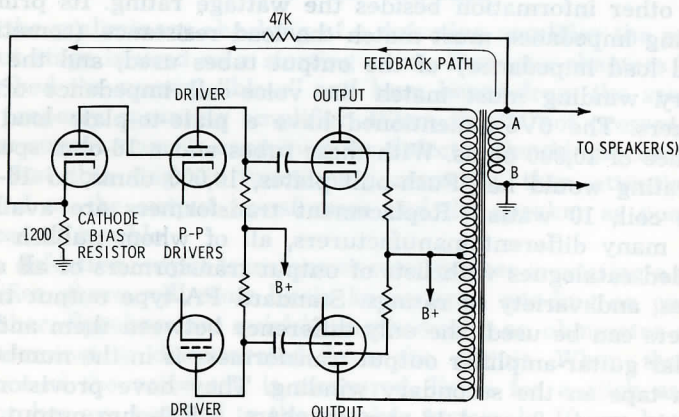 47K
FEEDBACK PATH
DRIVER
OUTPUT
A
TO SPEAKER(S)
B
1200
CATHODE
BIAS
RESISTOR
P-P
DRIVERS
B+
B+
DRIVER
OUTPUT